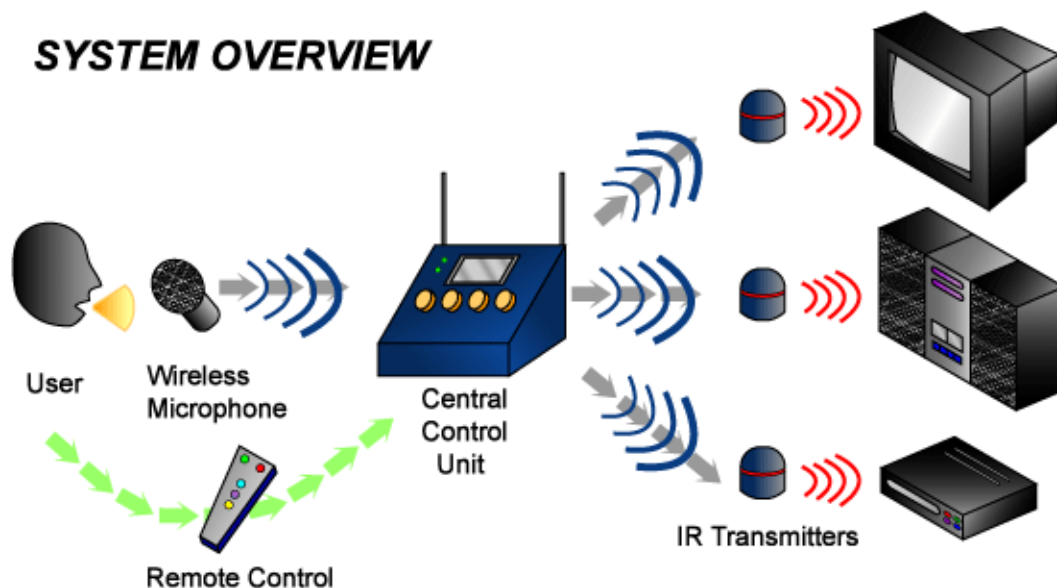 SYSTEM OVERVIEW
User
Wireless
Microphone
Central
Control
Unit
Remote Control
IR Transmitters